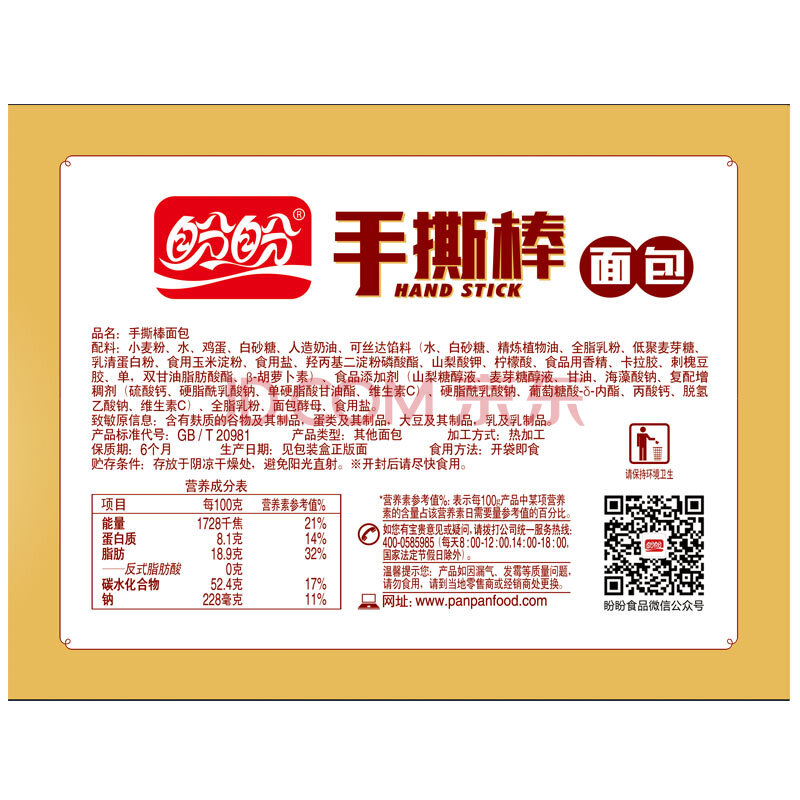 盼盼®
手撕棒
HAND STICK
面包
品名：手撕棒面包
配料：小麦粉、水、鸡蛋、白砂糖、人造奶油、可丝达馅料（水、白砂糖、精炼植物油、全脂乳粉、低聚麦芽糖、
乳清蛋白粉、食用玉米淀粉、食用盐、羟丙基二淀粉磷酸酯、山梨酸钾、柠檬酸、食品用香精、卡拉胶、刺槐豆
胶、单，双甘油脂肪酸酯、β-胡萝卜素）、食品添加剂（山梨糖醇液、麦芽糖醇液、甘油、海藻酸钠、复配增
稠剂（硫酸钙、硬脂酰乳酸钠、单硬脂酸甘油酯、维生素C）、硬脂酰乳酸钠、葡萄糖酸-δ-内酯、丙酸钙、脱氢
乙酸钠、维生素C）、全脂乳粉、面包酵母、食用盐
致敏原信息：含有麸质的谷物及其制品、蛋类及其制品、大豆及其制品、乳及乳制品。
产品标准代号：GB / T 20981 产品类型：其他面包 加工方式：热加工
保质期：6个月 生产日期：见包装盒正版面 食用方法：开袋即食
贮存条件：存放于阴凉干燥处，避免阳光直射。※开封后请尽快食用。
请保持环境卫生
营养成分表
项目 每100克 营养素参考值%
能量 1728千焦 21%
蛋白质 8.1克 14%
脂肪 18.9克 32%
——反式脂肪酸 0克
碳水化合物 52.4克 17%
钠 228毫克 11%
*营养素参考值%：表示每100g产品中某项营养
素的含量占该营养素日需要量参考值的百分比。
如您有宝贵意见或疑问，请拨打公司统一服务热线：
400-0585985（每天8:00-12:00,14:00-18:00,
国家法定节假日除外）。
温馨提示您：产品如因漏气、发霉等质量问题，
请勿食用，请到当地零售商或经销商处更换。
网址：www.panpanfood.com
盼盼
盼盼食品微信公众号
JD.COM 京东